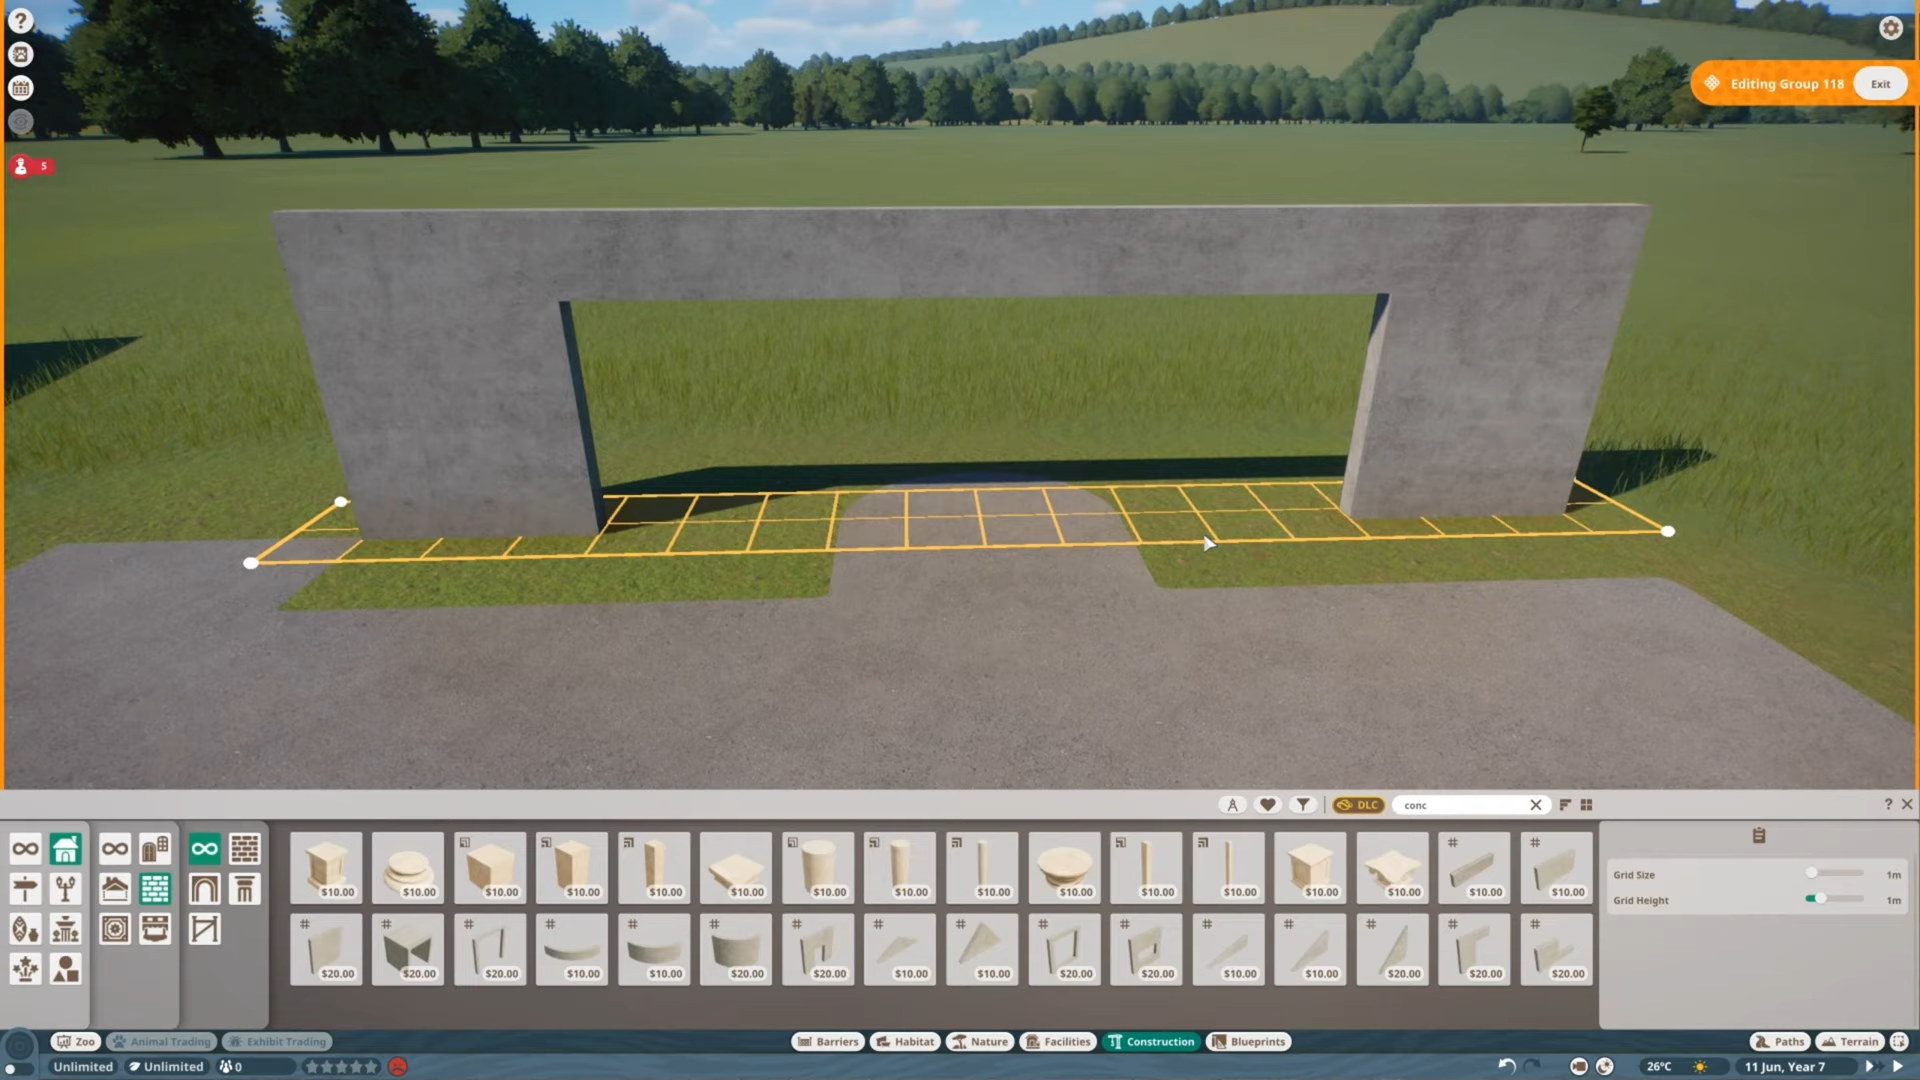 ?
Editing Group 118
Exit
5
DLC
conc
?
$10.00 $10.00 $10.00 $10.00 $10.00 $10.00 $10.00 $10.00 $10.00 $10.00 $10.00 $10.00 $10.00 $10.00 $10.00 $10.00
Grid Size 1m
Grid Height 1m
$20.00 $20.00 $20.00 $10.00 $10.00 $20.00 $20.00 $10.00 $10.00 $20.00 $20.00 $10.00 $10.00 $20.00 $20.00 $20.00
Zoo Animal Trading Exhibit Trading Barriers Habitat Nature Facilities Construction Blueprints Paths Terrain
Unlimited Unlimited 0 26°C 11 Jun, Year 7